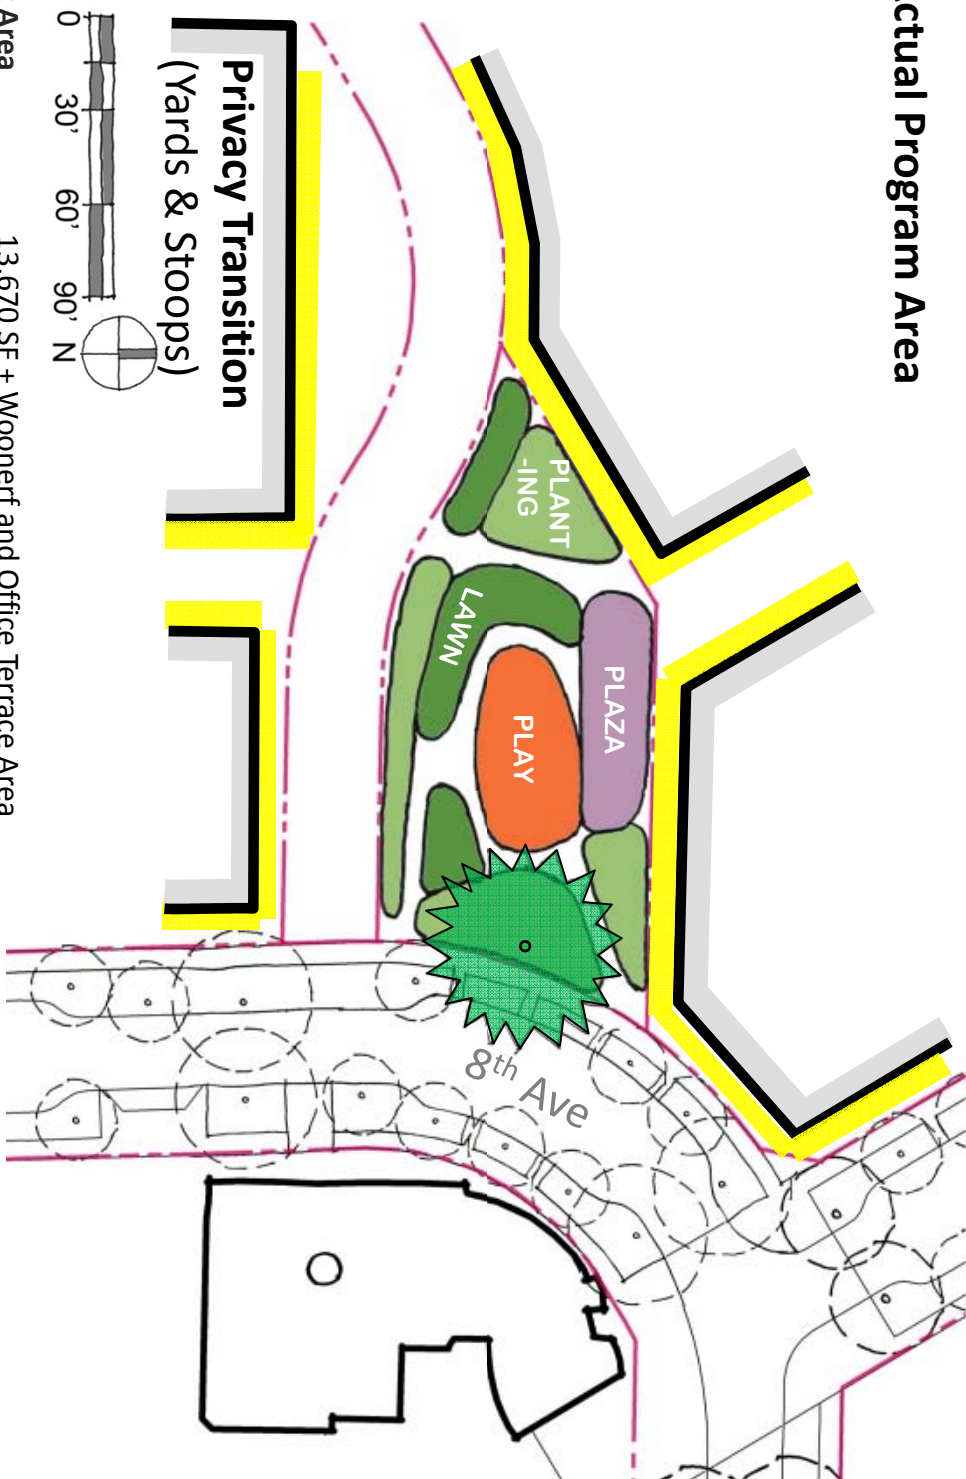 ctual Program Area
PLANT
-ING
LAWN
PLAZA
PLAY
8th Ave
Privacy Transition
(Yards & Stoops)
0 30' 60' 90' N
Area 13,670 SF + Woonerf and Office Terrace Area